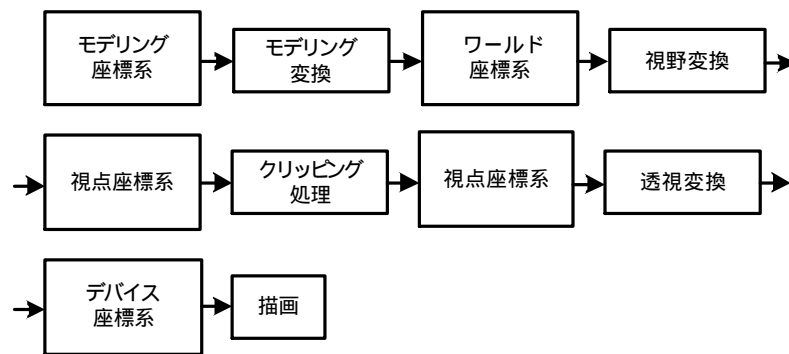 モデリング
座標系
モデリング
変換
ワールド
座標系
視野変換
視点座標系
クリッピング
処理
視点座標系
透視変換
デバイス
座標系
描画